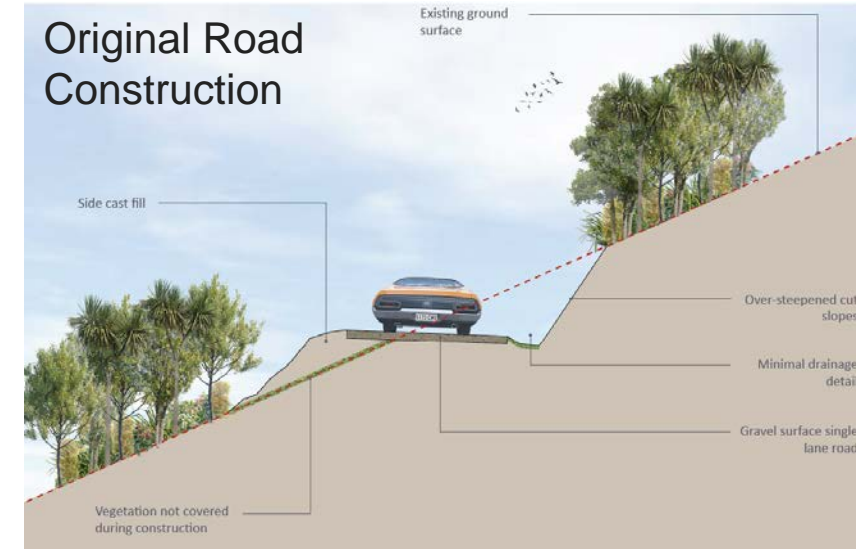 Original Road
Construction
Existing ground
surface
Side cast fill
Over-steepened cut
slopes
Minimal drainage
detail
Gravel surface single
lane road
Vegetation not covered
during construction